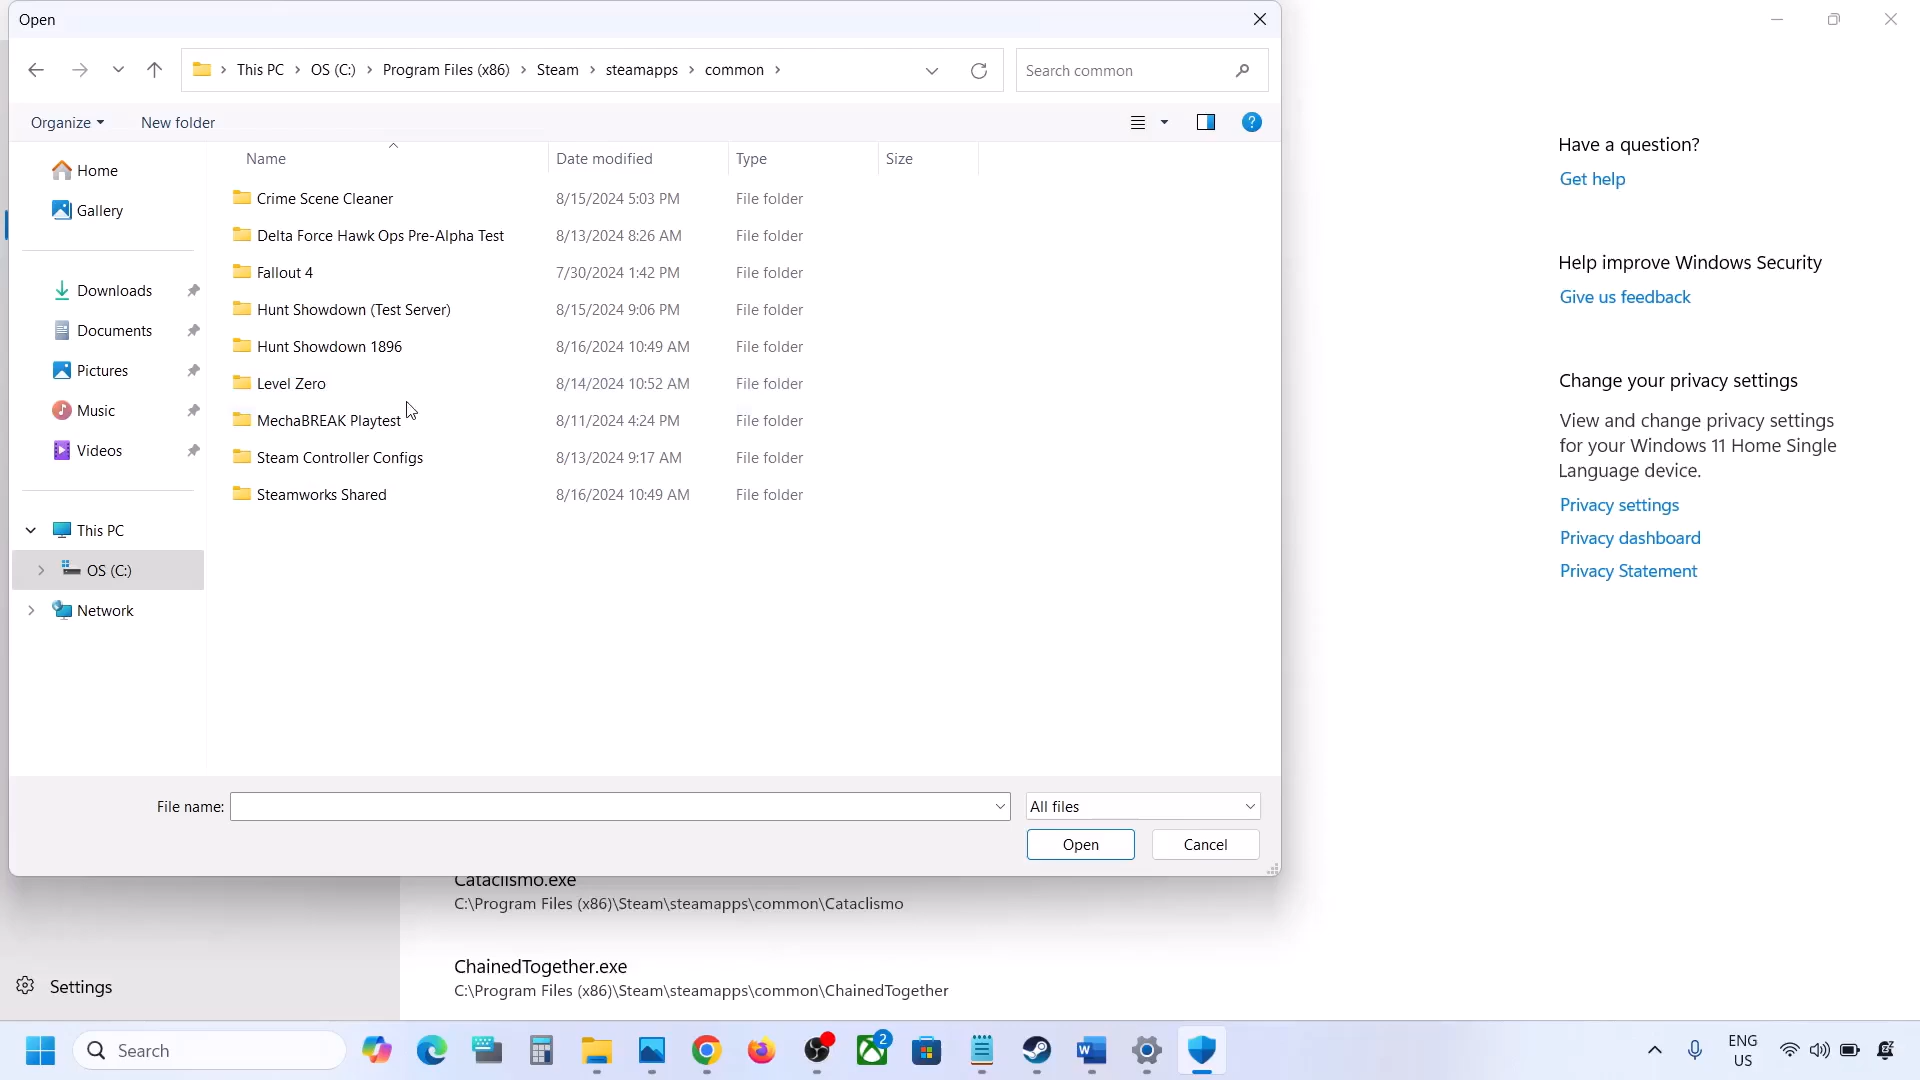 Open
This PC > OS (C:) > Program Files (x86) > Steam > steamapps > common >
Search common
Organize
New folder
?
Name Date modified Type Size
Home
Gallery
Downloads
Documents
Pictures
Music
Videos
This PC
OS (C:)
Network
Crime Scene Cleaner 8/15/2024 5:03 PM File folder
Delta Force Hawk Ops Pre-Alpha Test 8/13/2024 8:26 AM File folder
Fallout 4 7/30/2024 1:42 PM File folder
Hunt Showdown (Test Server) 8/15/2024 9:06 PM File folder
Hunt Showdown 1896 8/16/2024 10:49 AM File folder
Level Zero 8/14/2024 10:52 AM File folder
MechaBREAK Playtest 8/11/2024 4:24 PM File folder
Steam Controller Configs 8/13/2024 9:17 AM File folder
Steamworks Shared 8/16/2024 10:49 AM File folder
File name:
All files
Open
Cancel
Have a question?
Get help
Help improve Windows Security
Give us feedback
Change your privacy settings
View and change privacy settings
for your Windows 11 Home Single
Language device.
Privacy settings
Privacy dashboard
Privacy Statement
Cataclismo.exe
C:\Program Files (x86)\Steam\steamapps\common\Cataclismo
ChainedTogether.exe
C:\Program Files (x86)\Steam\steamapps\common\ChainedTogether
Settings
Search
2
W
ENG
US